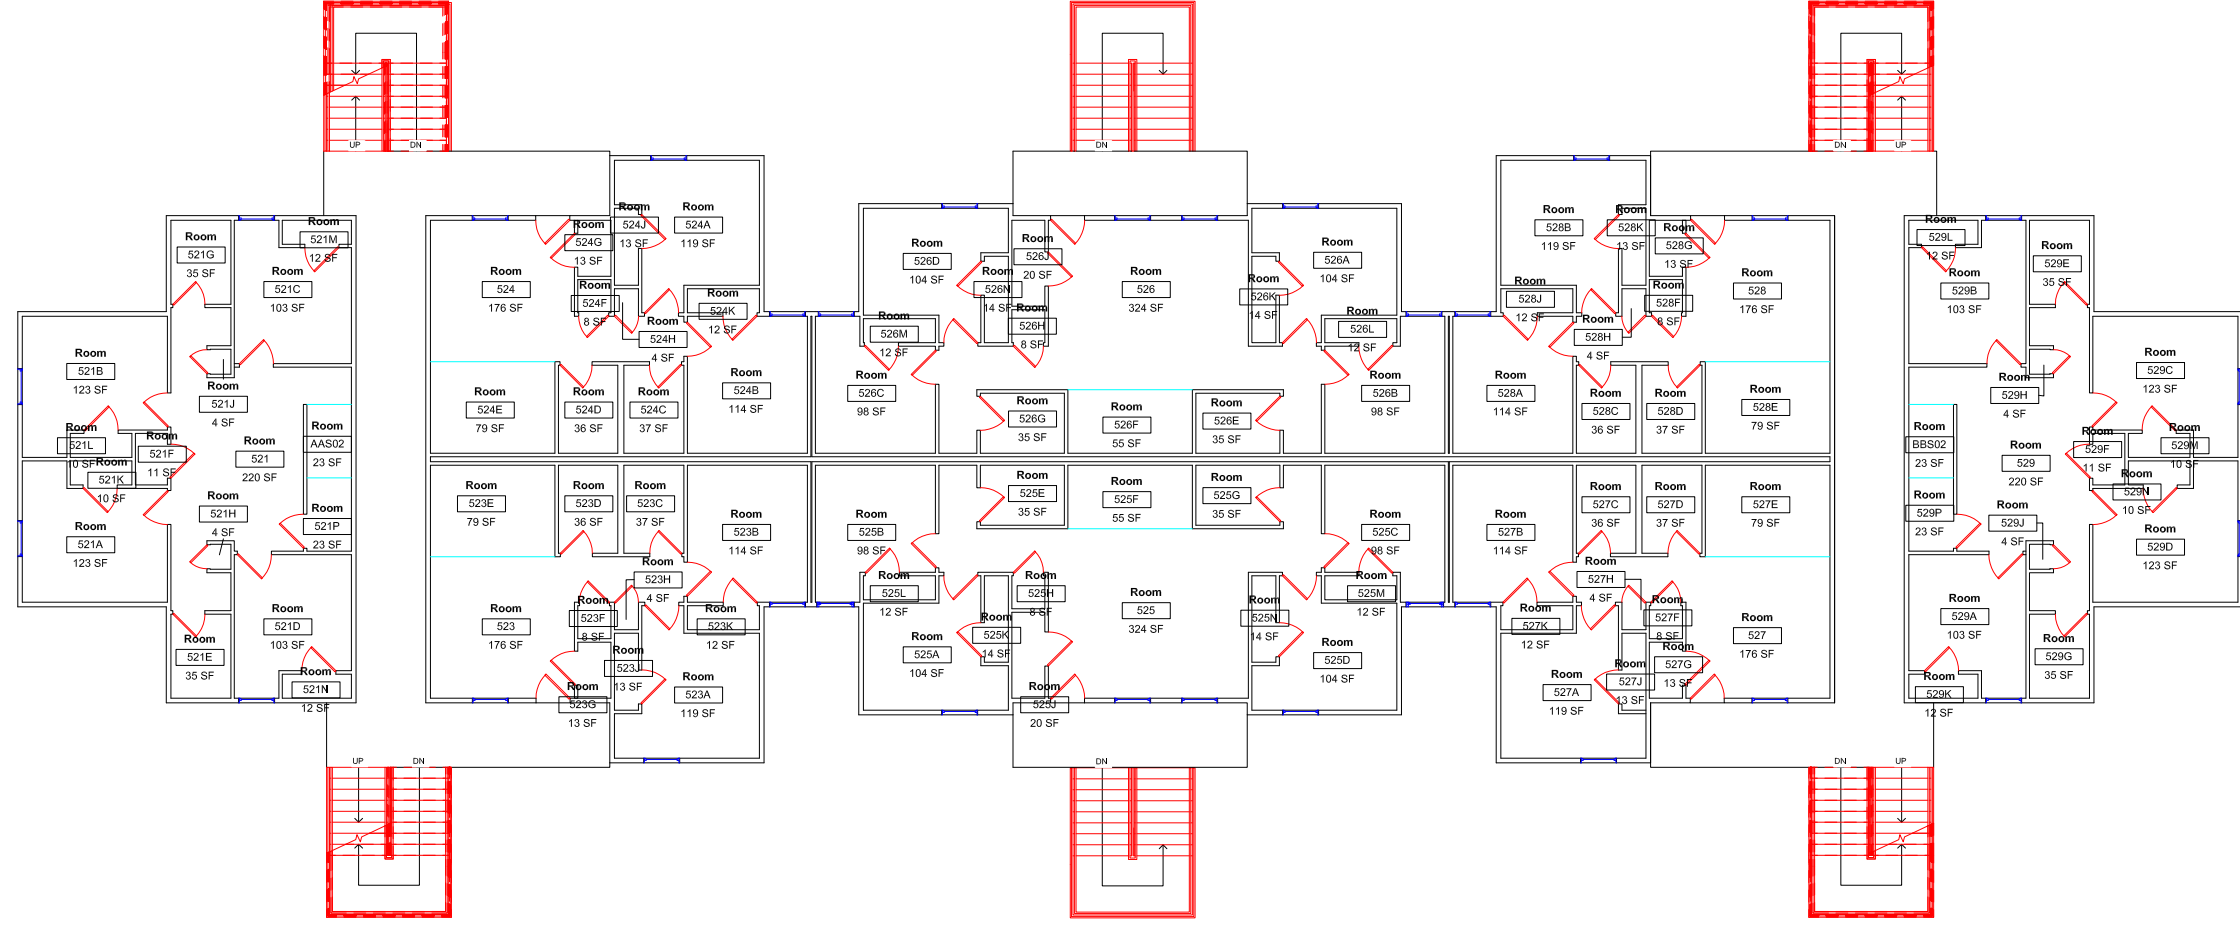 UP
DN
DN
DN
UP
Room
521G
35 SF
Room
521M
12 SF
Room
521C
103 SF
Room
521B
123 SF
Room
521J
4 SF
Room
521L
10 SF
Room
521F
11 SF
Room
521K
10 SF
Room
521
220 SF
Room
AAS02
23 SF
Room
521H
4 SF
Room
521P
23 SF
Room
521A
123 SF
Room
521D
103 SF
Room
521E
35 SF
Room
521N
12 SF
Room
524
176 SF
Room
524G
13 SF
Room
524J
13 SF
Room
524A
119 SF
Room
524F
8 SF
Room
524K
12 SF
Room
524H
4 SF
Room
524E
79 SF
Room
524D
36 SF
Room
524C
37 SF
Room
524B
114 SF
Room
523E
79 SF
Room
523D
36 SF
Room
523C
37 SF
Room
523B
114 SF
Room
523H
4 SF
Room
523F
8 SF
Room
523K
12 SF
Room
523
176 SF
Room
523J
13 SF
Room
523G
13 SF
Room
523A
119 SF
Room
526D
104 SF
Room
526N
14 SF
Room
526J
20 SF
Room
526
324 SF
Room
526K
14 SF
Room
526A
104 SF
Room
526M
12 SF
Room
526H
8 SF
Room
526L
12 SF
Room
526C
98 SF
Room
526G
35 SF
Room
526F
55 SF
Room
526E
35 SF
Room
526B
98 SF
Room
525B
98 SF
Room
525E
35 SF
Room
525F
55 SF
Room
525G
35 SF
Room
525C
98 SF
Room
525L
12 SF
Room
525H
8 SF
Room
525
324 SF
Room
525N
14 SF
Room
525M
12 SF
Room
525A
104 SF
Room
525K
14 SF
Room
525J
20 SF
Room
525D
104 SF
Room
528B
119 SF
Room
528K
13 SF
Room
528G
13 SF
Room
528
176 SF
Room
528J
12 SF
Room
528F
8 SF
Room
528H
4 SF
Room
528A
114 SF
Room
528C
36 SF
Room
528D
37 SF
Room
528E
79 SF
Room
527B
114 SF
Room
527C
36 SF
Room
527D
37 SF
Room
527E
79 SF
Room
527H
4 SF
Room
527F
8 SF
Room
527K
12 SF
Room
527
176 SF
Room
527G
13 SF
Room
527J
13 SF
Room
527A
119 SF
Room
529L
12 SF
Room
529B
103 SF
Room
529E
35 SF
Room
529C
123 SF
Room
529H
4 SF
Room
BBS02
23 SF
Room
529
220 SF
Room
529F
11 SF
Room
529M
10 SF
Room
529N
10 SF
Room
529P
23 SF
Room
529J
4 SF
Room
529D
123 SF
Room
529A
103 SF
Room
529G
35 SF
Room
529K
12 SF
UP
DN
DN
DN
UP